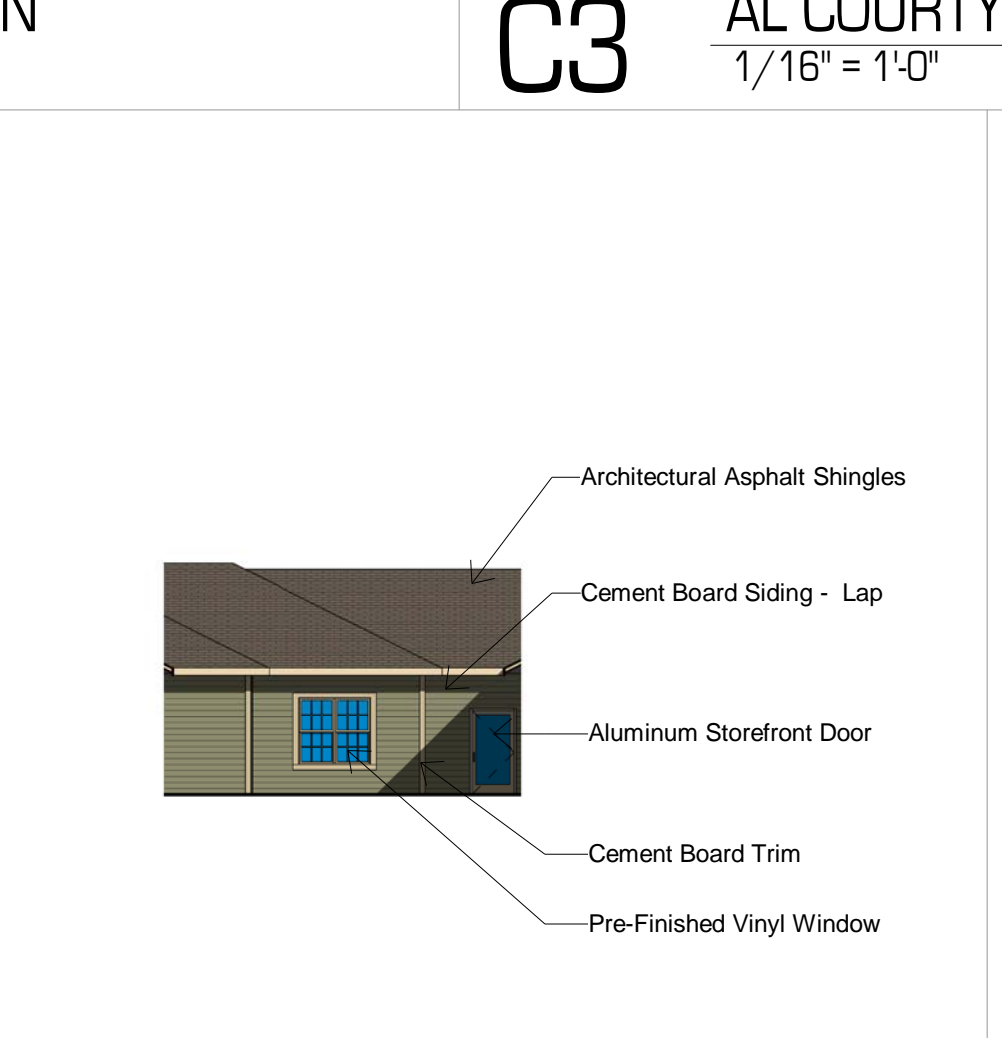 N
C3
AL COURTY
1/16" = 1'-0"
Architectural Asphalt Shingles
Cement Board Siding - Lap
Aluminum Storefront Door
Cement Board Trim
Pre-Finished Vinyl Window